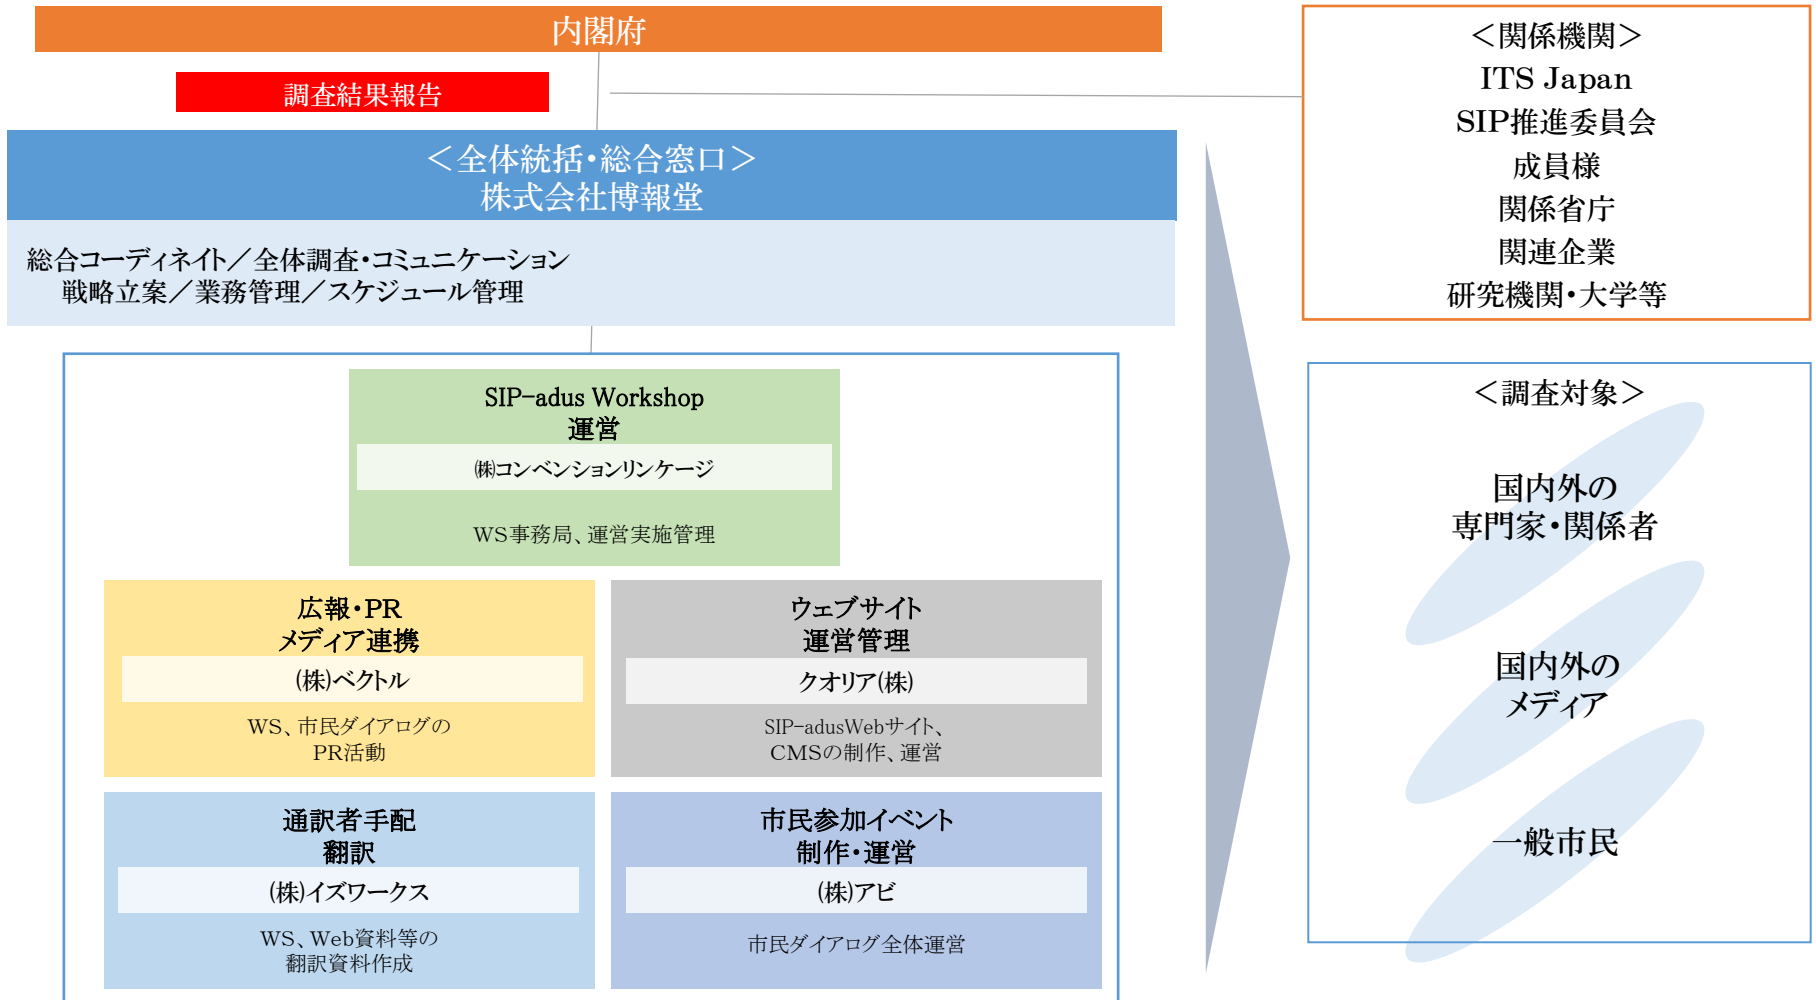 内閣府
調査結果報告
＜全体統括・総合窓口＞
株式会社博報堂
総合コーディネイト／全体調査・コミュニケーション
戦略立案／業務管理／スケジュール管理
SIP-adus Workshop
運営
㈱コンベンションリンケージ
WS事務局、運営実施管理
広報・PR
メディア連携
(株)ベクトル
WS、市民ダイアログの
PR活動
ウェブサイト
運営管理
クオリア(株)
SIP-adusWebサイト、
CMSの制作、運営
通訳者手配
翻訳
(株)イズワークス
WS、Web資料等の
翻訳資料作成
市民参加イベント
制作・運営
(株)アビ
市民ダイアログ全体運営
＜関係機関＞
ITS Japan
SIP推進委員会
成員様
関係省庁
関連企業
研究機関・大学等
＜調査対象＞
国内外の
専門家・関係者
国内外の
メディア
一般市民